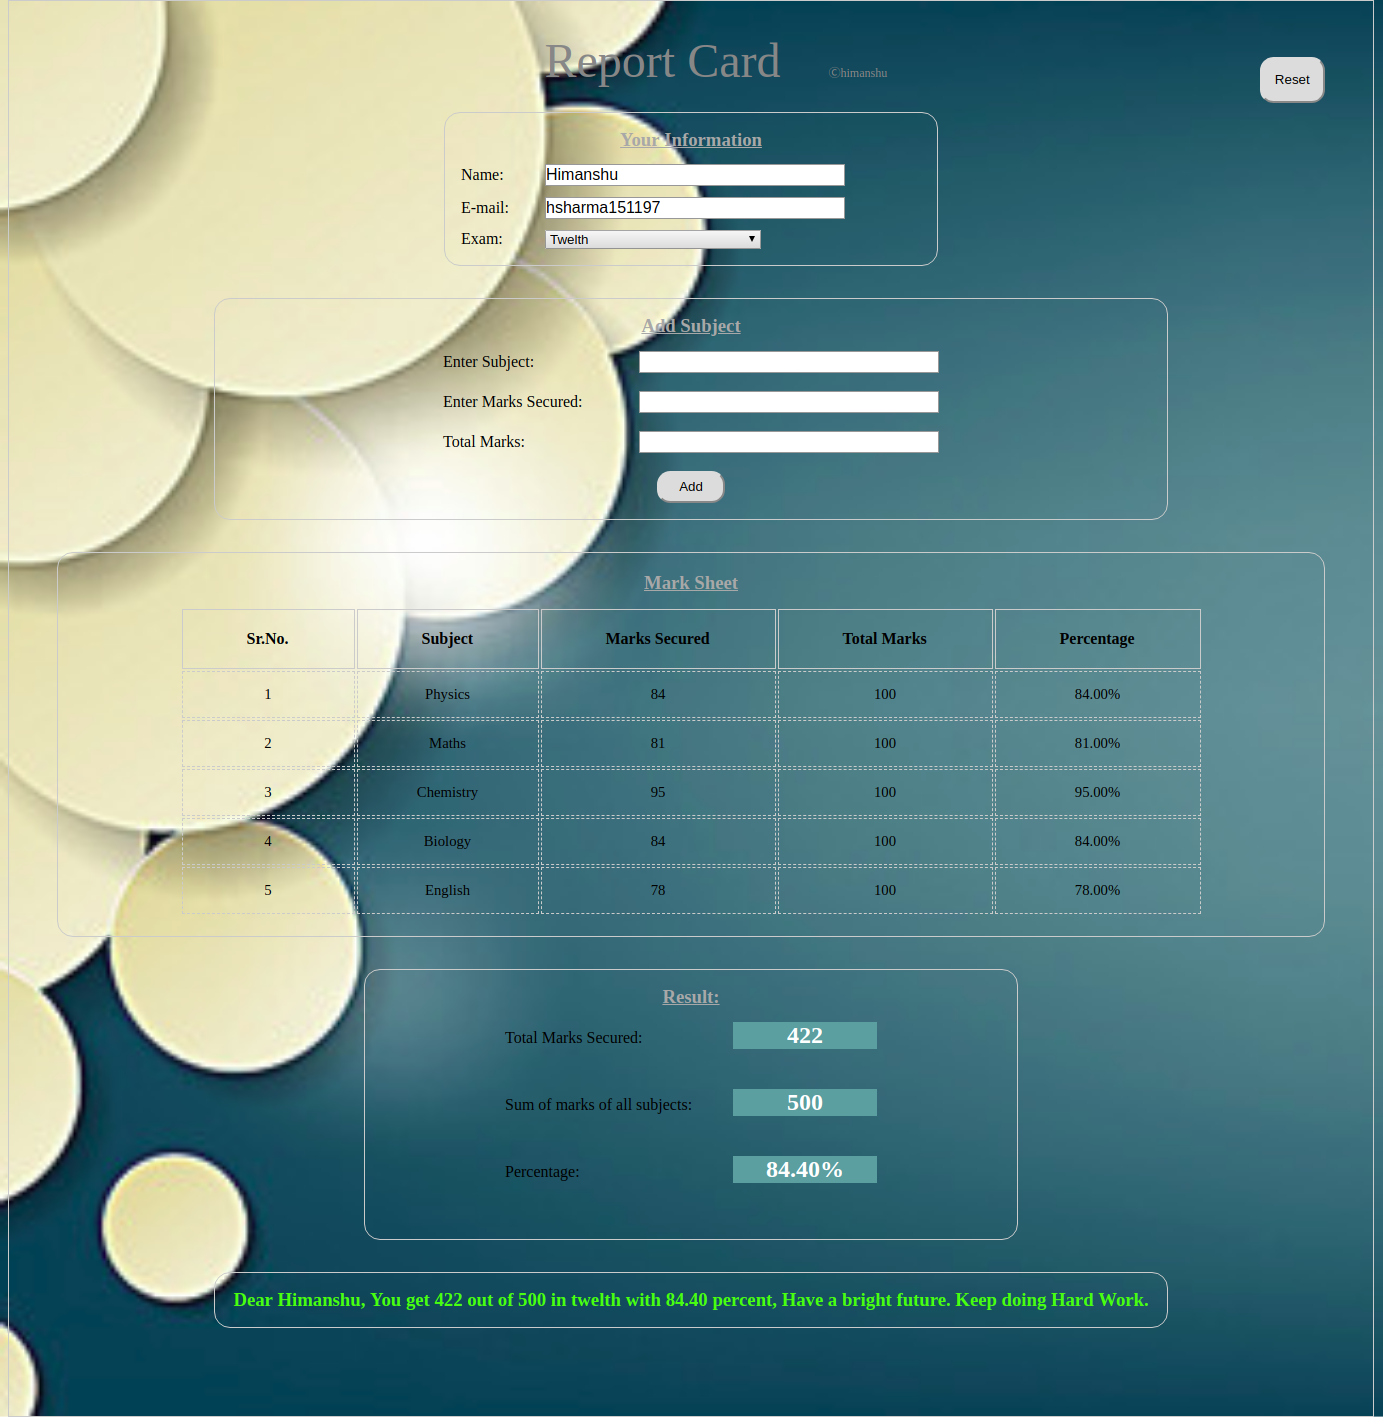 Report Card ©himanshu
Reset
Your Information
Name: Himanshu
E-mail: hsharma151197
Exam: Twelth
Add Subject
Enter Subject:
Enter Marks Secured:
Total Marks:
Add
Mark Sheet
Sr.No. Subject Marks Secured Total Marks Percentage
1 Physics 84 100 84.00%
2 Maths 81 100 81.00%
3 Chemistry 95 100 95.00%
4 Biology 84 100 84.00%
5 English 78 100 78.00%
Result:
Total Marks Secured: 422
Sum of marks of all subjects: 500
Percentage: 84.40%
Dear Himanshu, You get 422 out of 500 in twelth with 84.40 percent, Have a bright future. Keep doing Hard Work.